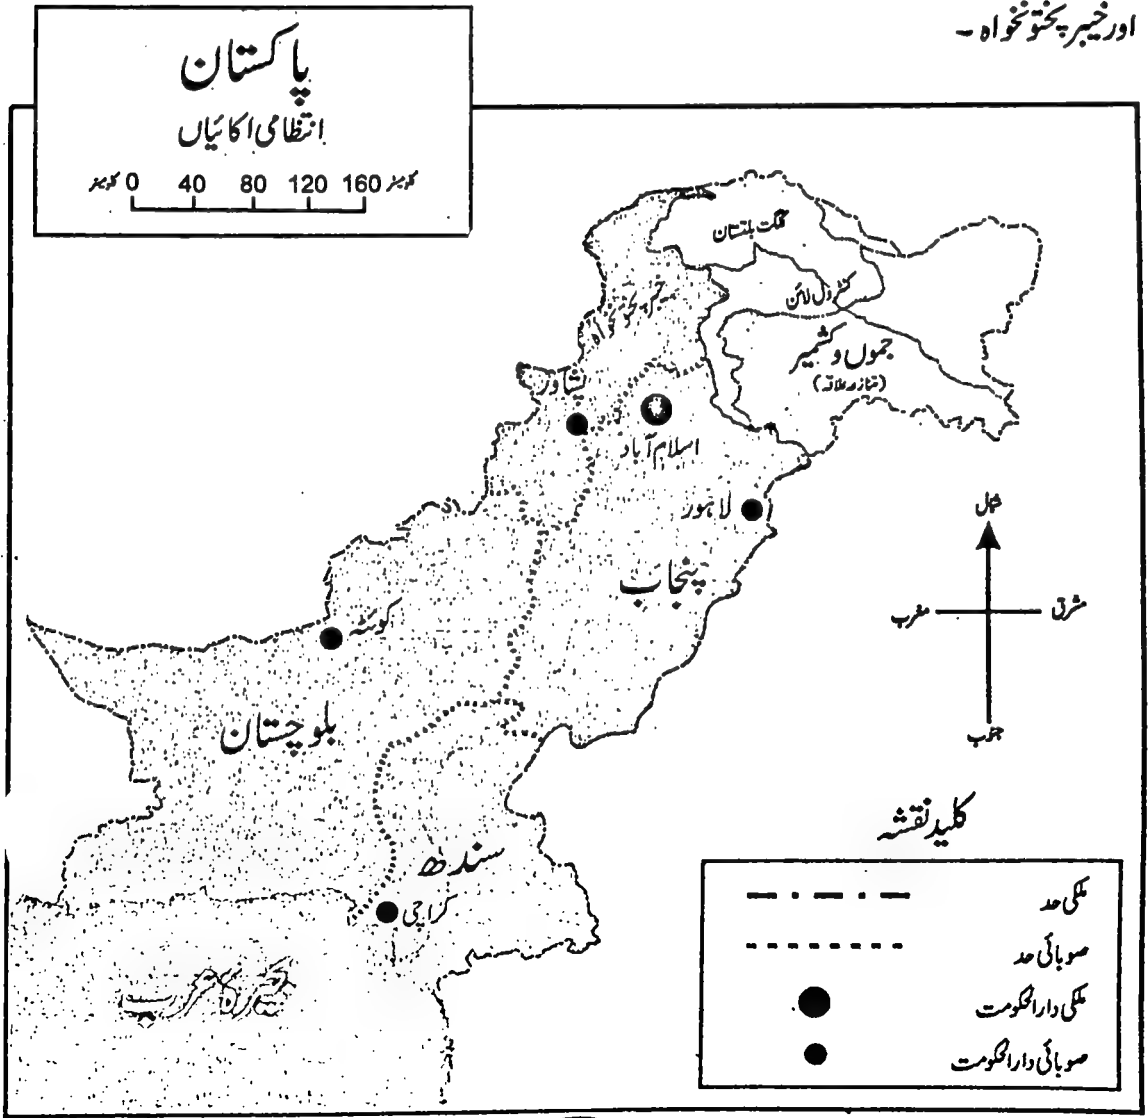 اور خیبر پختونخواہ ۔
پاکستان
انتظامی اکائیاں
کلومیٹر 0 40 80 120 160 کلومیٹر
گلگت بلتستان
کنٹرول لائن
جموں و کشمیر
(متنازعہ علاقہ)
خیبر پختونخواہ
پشاور
اسلام آباد
لاہور
پنجاب
کوئٹہ
بلوچستان
سندھ
کراچی
بحیرہ عرب
شمال
مغرب
مشرق
جنوب
کلید نقشہ
ملکی حد
صوبائی حد
ملکی دارالحکومت
صوبائی دارالحکومت